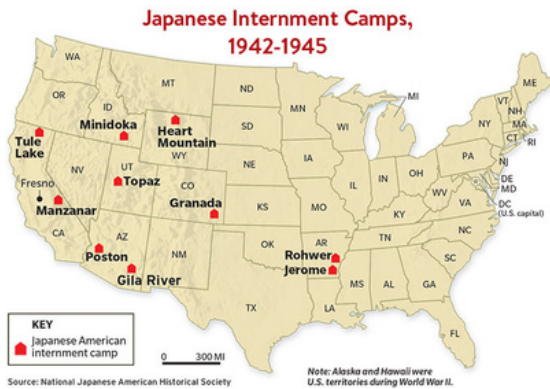 Japanese Internment Camps,
1942-1945
WA
MT
ND
MN
MI
ME
VT
NH
MA
CT
RI
NY
OR
ID
Minidoka
Heart
Mountain
SD
WI
Tule
Lake
WY
NE
IA
PA
NJ
NV
UT
Topaz
CO
IL
IN
OH
WV
DE
MD
DC
(U.S. capital)
VA
Fresno
Manzanar
Granada
KS
MO
KY
CA
NC
TN
AZ
Poston
Gila River
NM
OK
AR
Rohwer
Jerome
SC
MS
AL
GA
TX
LA
FL
KEY
Japanese American
internment camp
0 300 MI
Source: National Japanese American Historical Society
Note: Alaska and Hawaii were
U.S. territories during World War II.